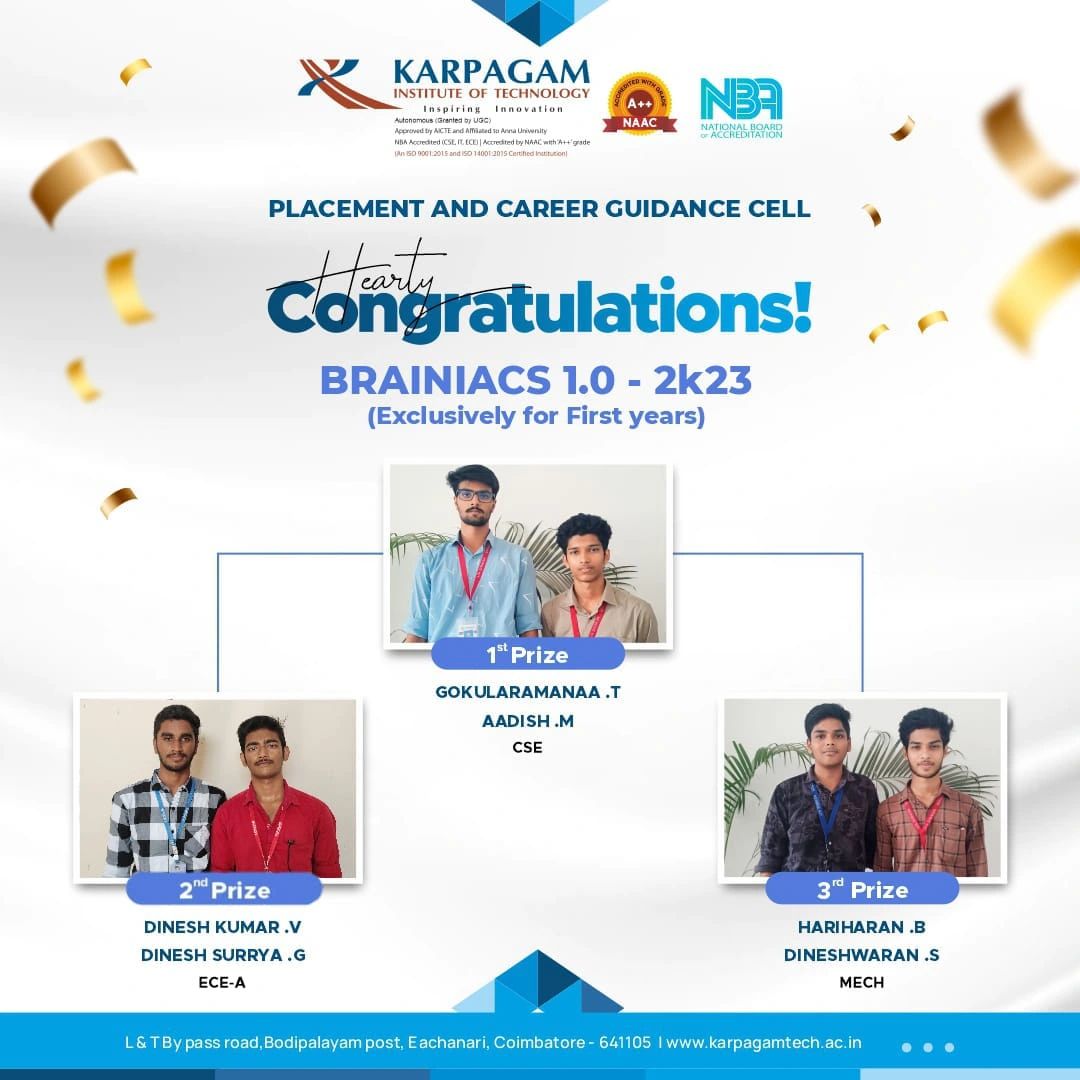 KARPAGAM
INSTITUTE OF TECHNOLOGY
Inspiring Innovation
Autonomous (Granted by UGC)
Approved by AICTE and Affiliated to Anna University
NBA Accredited (CSE, IT, ECE) | Accredited by NAAC with 'A++' grade
(An ISO 9001:2015 and ISO 14001:2015 Certified Institution)
ACCREDITED WITH GRADE
A++
NAAC
NBA
NATIONAL BOARD
OF ACCREDITATION
PLACEMENT AND CAREER GUIDANCE CELL
Hearty
Congratulations!
BRAINIACS 1.0 - 2k23
(Exclusively for First years)
1st Prize
GOKULARAMANAA .T
AADISH .M
CSE
2nd Prize
DINESH KUMAR .V
DINESH SURRYA .G
ECE-A
3rd Prize
HARIHARAN .B
DINESHWARAN .S
MECH
L & T By pass road,Bodipalayam post, Eachanari, Coimbatore - 641105 I www.karpagamtech.ac.in